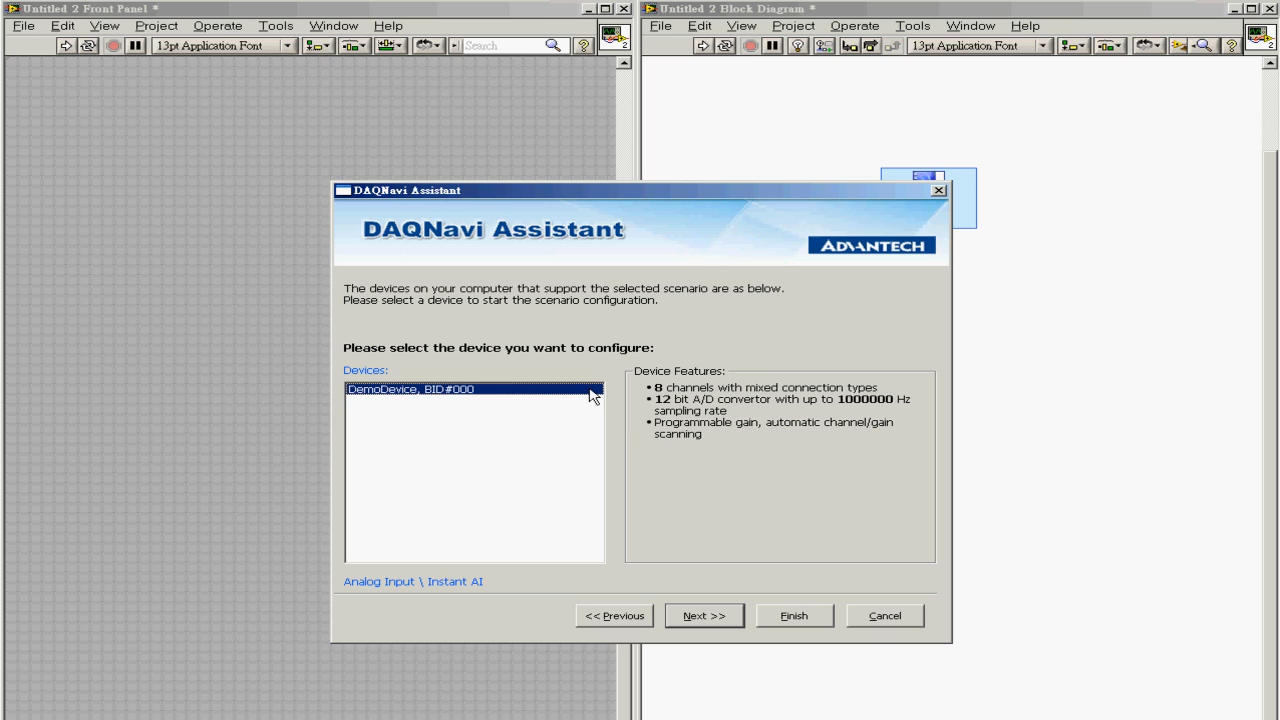 Untitled 2 Front Panel *
File Edit View Project Operate Tools Window Help
13pt Application Font
Search
2
Untitled 2 Block Diagram *
File Edit View Project Operate Tools Window Help
13pt Application Font
2
DAQNavi Assistant
DAQNavi Assistant
ADVANTECH
The devices on your computer that support the selected scenario are as below.
Please select a device to start the scenario configuration.
Please select the device you want to configure:
Devices:
DemoDevice, BID#000
Device Features:
• 8 channels with mixed connection types
• 12 bit A/D convertor with up to 1000000 Hz
sampling rate
• Programmable gain, automatic channel/gain
scanning
Analog Input \ Instant AI
<< Previous
Next >>
Finish
Cancel